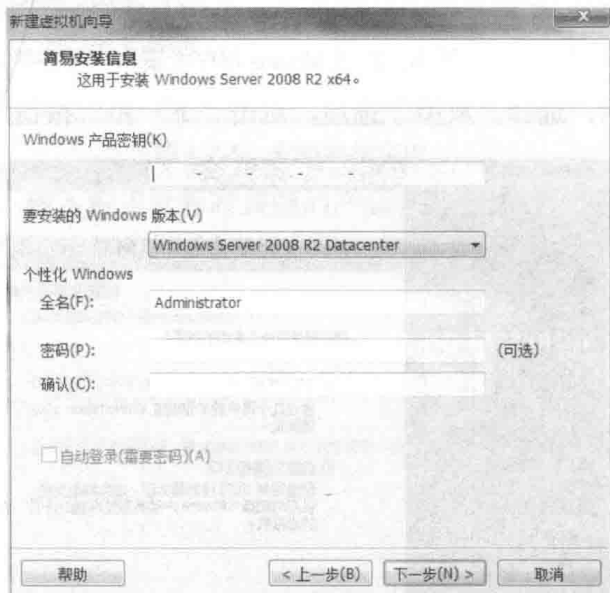 新建虚拟机向导
简易安装信息
这用于安装 Windows Server 2008 R2 x64。
Windows 产品密钥(K)
- -
要安装的 Windows 版本(V)
Windows Server 2008 R2 Datacenter
个性化 Windows
全名(F): Administrator
密码(P): (可选)
确认(C):
自动登录(需要密码)(A)
帮助 < 上一步(B) 下一步(N) > 取消